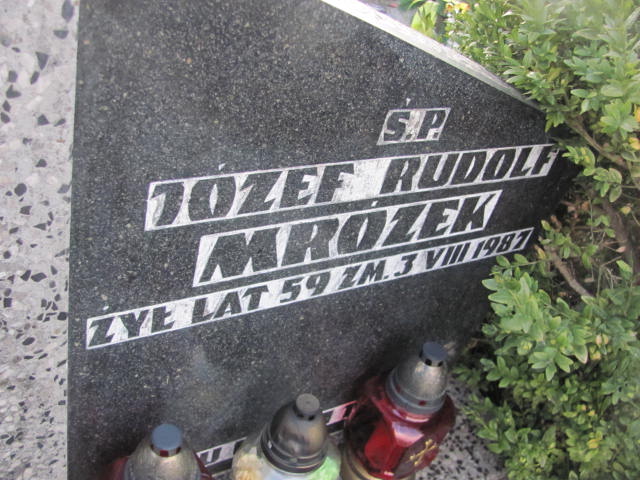 Ś.P.
JÓZEF RUDOLF
MRÓZEK
ŻYŁ LAT 59 ZM. 3 VIII 1987